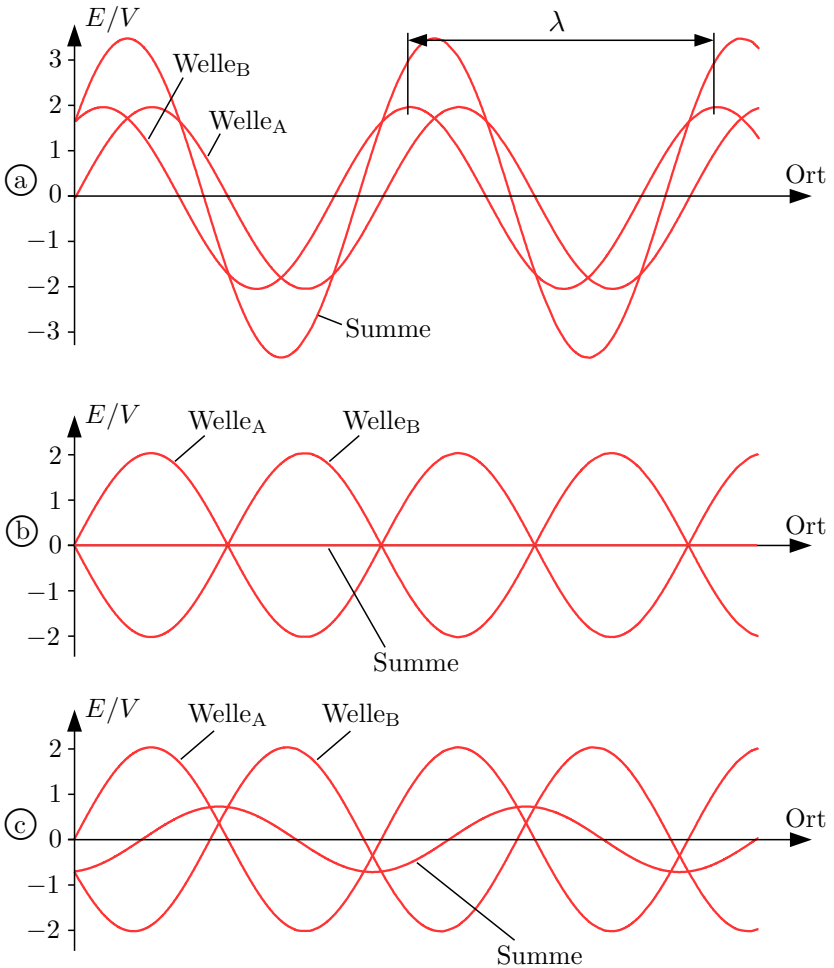 E/V
λ
3
Welle_B
2
Welle_A
1
Ort
a
0
−1
−2
−3
Summe
E/V
Welle_A Welle_B
2
1
Ort
b
0
−1
−2
Summe
E/V
Welle_A Welle_B
2
1
Ort
c
0
−1
−2
Summe